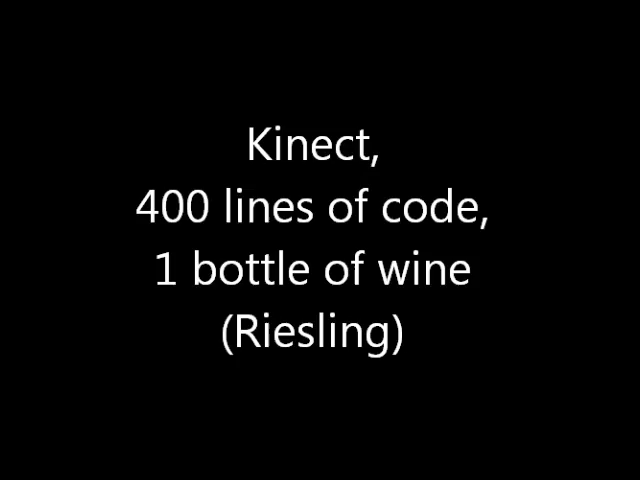 Kinect,
400 lines of code,
1 bottle of wine
(Riesling)